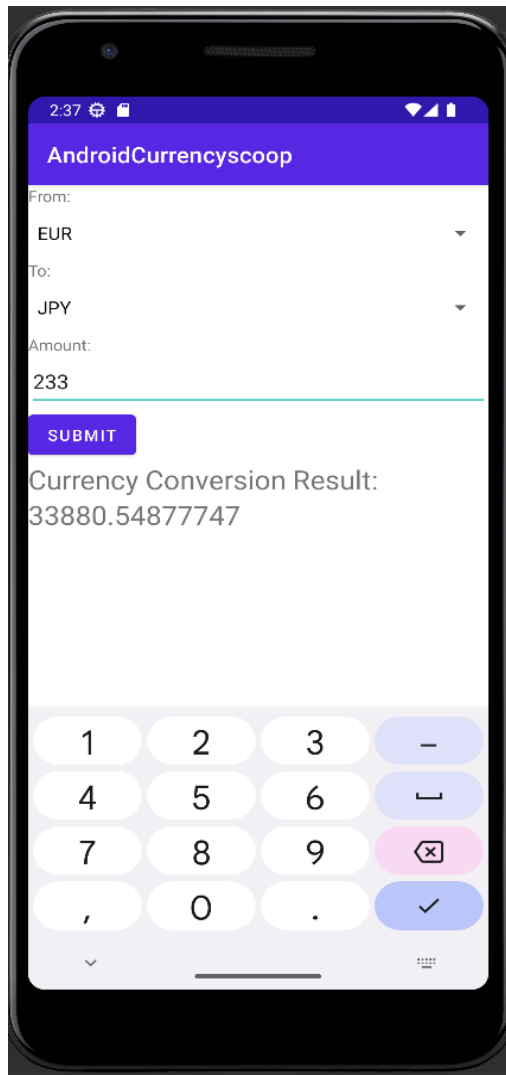 2:37
AndroidCurrencyscoop
From:
EUR
To:
JPY
Amount:
233
SUBMIT
Currency Conversion Result:
33880.54877747
1 2 3 –
4 5 6
7 8 9
, 0 .